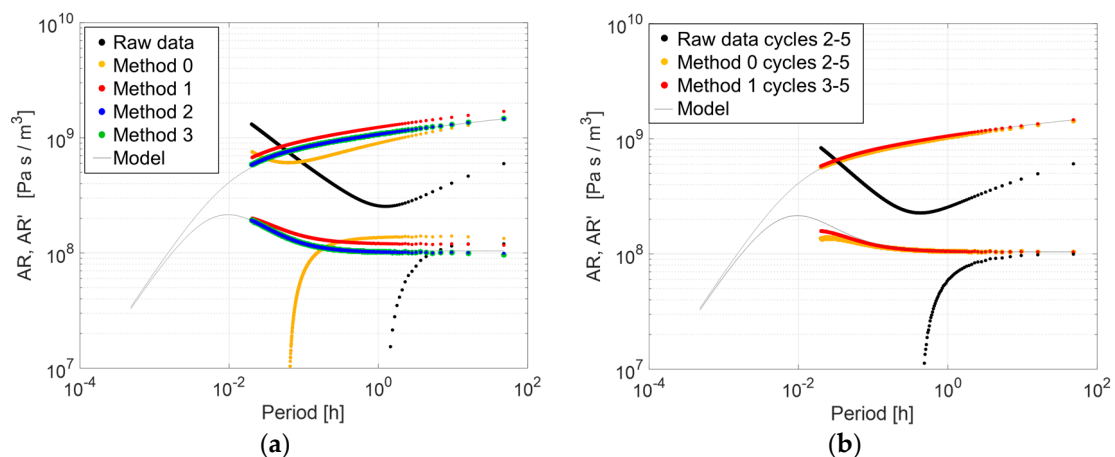 10^10
10^9
10^8
10^7
AR, AR' [Pa s / m^3]
Raw data
Method 0
Method 1
Method 2
Method 3
Model
10^-4
10^-2
10^0
10^2
Period [h]
(a)
10^10
10^9
10^8
10^7
AR, AR' [Pa s / m^3]
Raw data cycles 2-5
Method 0 cycles 2-5
Method 1 cycles 3-5
Model
10^-4
10^-2
10^0
10^2
Period [h]
(b)